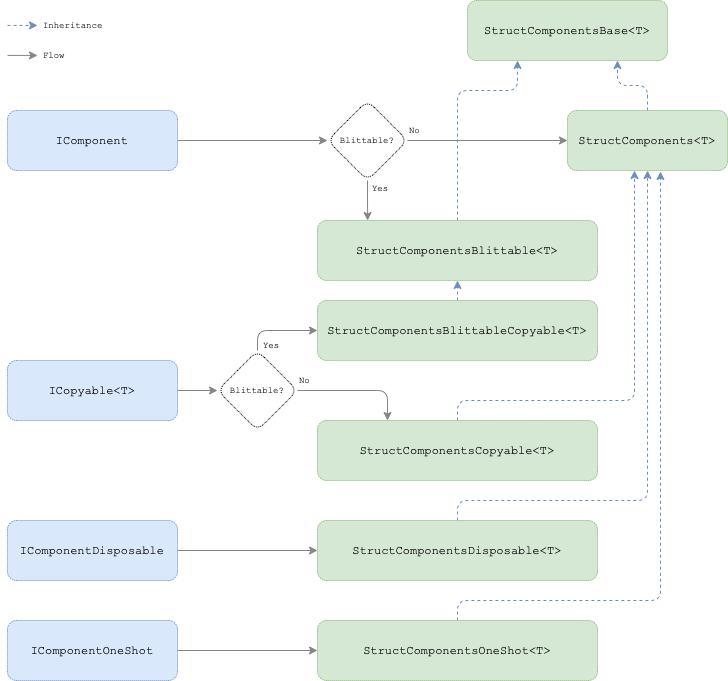 Inheritance
StructComponentsBase<T>
Flow
IComponent
Blittable?
No
StructComponents<T>
Yes
StructComponentsBlittable<T>
StructComponentsBlittableCopyable<T>
Yes
ICopyable<T>
Blittable?
No
StructComponentsCopyable<T>
IComponentDisposable
StructComponentsDisposable<T>
IComponentOneShot
StructComponentsOneShot<T>